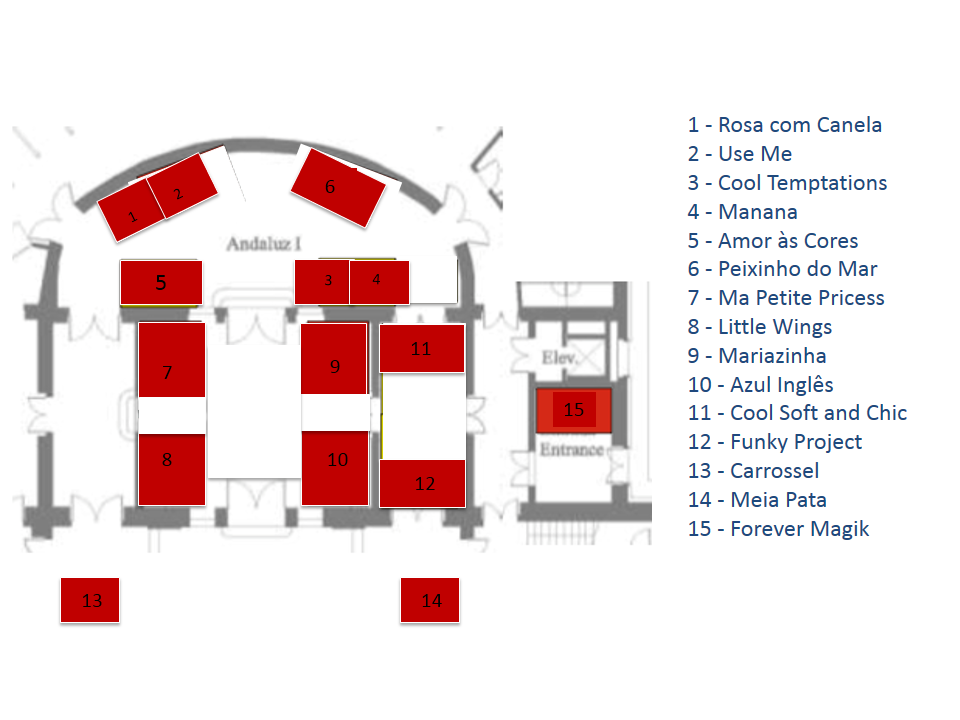 1 - Rosa com Canela
2 - Use Me
3 - Cool Temptations
4 - Manana
5 - Amor às Cores
6 - Peixinho do Mar
7 - Ma Petite Pricess
8 - Little Wings
9 - Mariazinha
10 - Azul Inglês
11 - Cool Soft and Chic
12 - Funky Project
13 - Carrossel
14 - Meia Pata
15 - Forever Magik
1
2
6
Andaluz I
5
3
4
7
9
11
8
10
12
Elev.
15
Entrance
13
14